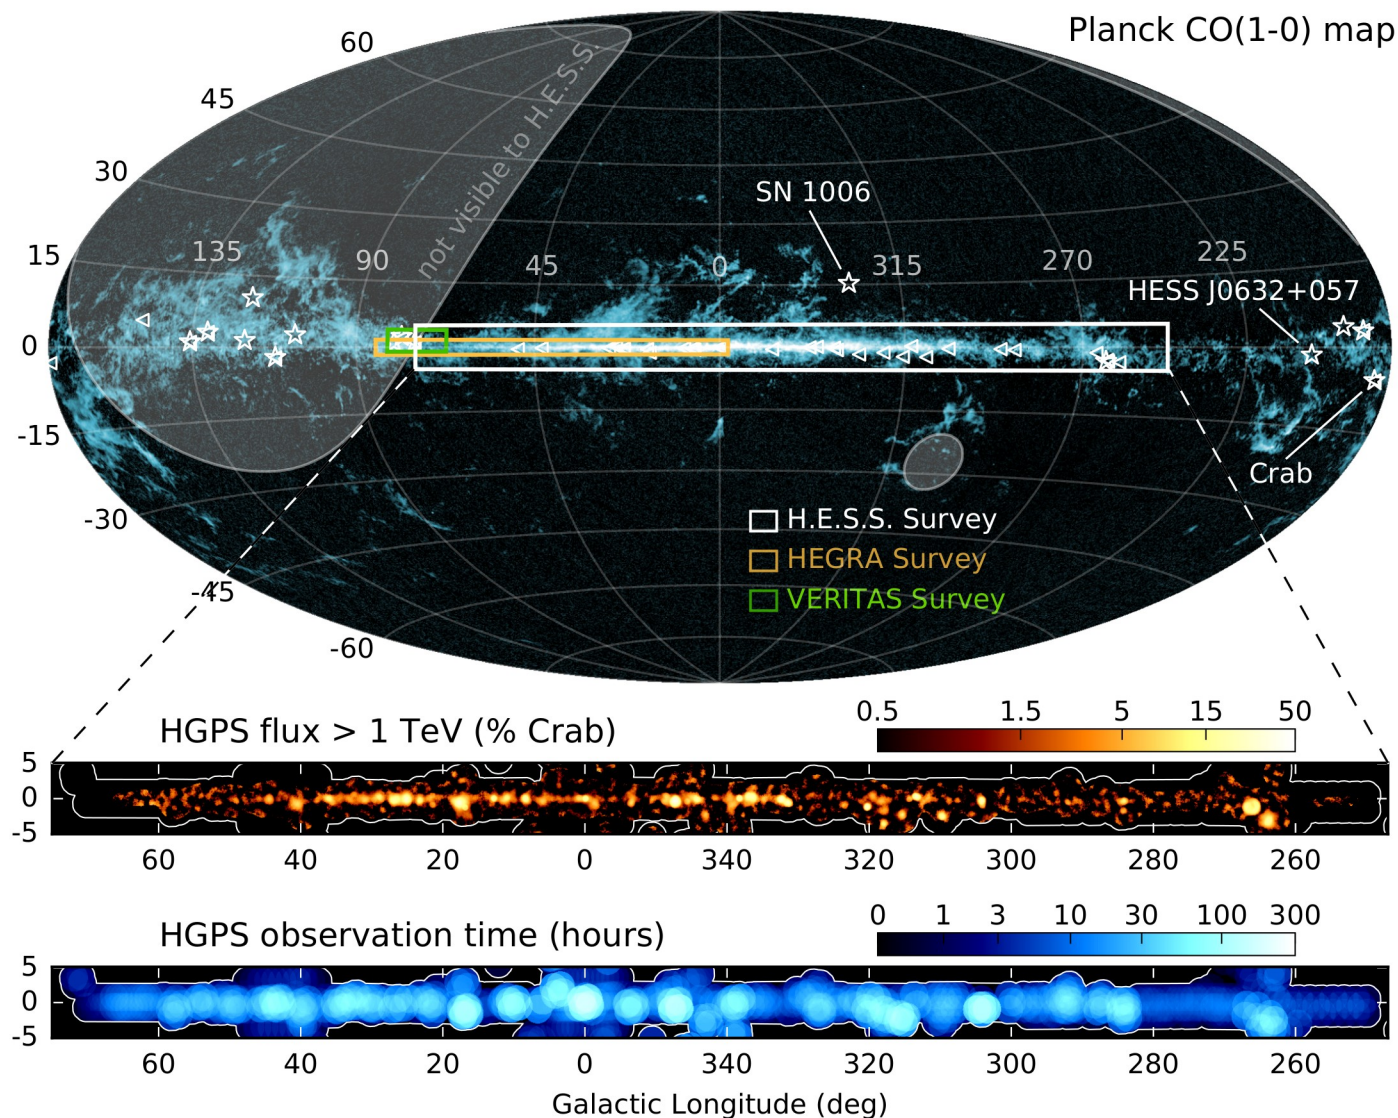 Planck CO(1-0) map
60
45
30
15
0
-15
-30
-45
-60
not visible to H.E.S.S.
135
90
45
0
315
270
225
SN 1006
HESS J0632+057
Crab
H.E.S.S. Survey
HEGRA Survey
VERITAS Survey
HGPS flux > 1 TeV (% Crab)
0.5 1.5 5 15 50
5
0
-5
60 40 20 0 340 320 300 280 260
HGPS observation time (hours)
0 1 3 10 30 100 300
5
0
-5
60 40 20 0 340 320 300 280 260
Galactic Longitude (deg)